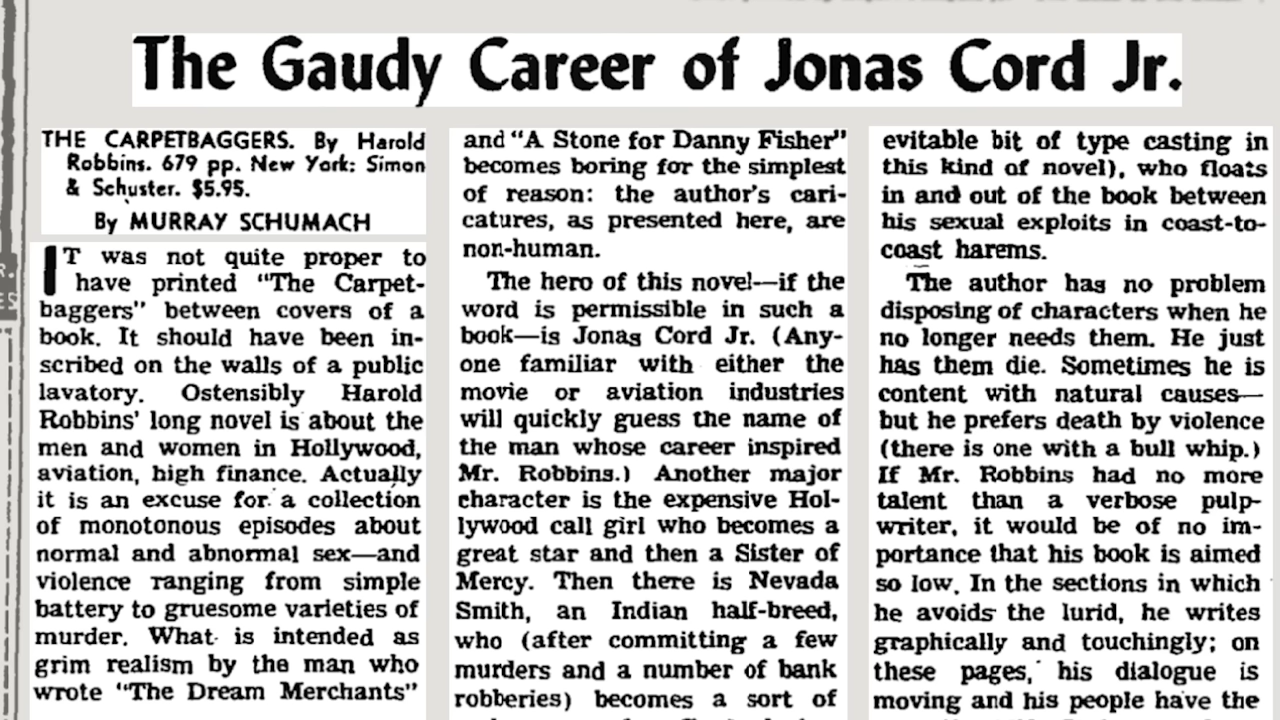 The Gaudy Career of Jonas Cord Jr.
THE CARPETBAGGERS. By Harold
Robbins. 679 pp. New York: Simon
& Schuster. $5.95.
By MURRAY SCHUMACH
IT was not quite proper to
have printed "The Carpet-
baggers" between covers of a
book. It should have been in-
scribed on the walls of a public
lavatory. Ostensibly Harold
Robbins' long novel is about the
men and women in Hollywood,
aviation, high finance. Actually
it is an excuse for a collection
of monotonous episodes about
normal and abnormal sex—and
violence ranging from simple
battery to gruesome varieties of
murder. What is intended as
grim realism by the man who
wrote "The Dream Merchants"
and "A Stone for Danny Fisher"
becomes boring for the simplest
of reason: the author's cari-
catures, as presented here, are
non-human.
The hero of this novel—if the
word is permissible in such a
book—is Jonas Cord Jr. (Any-
one familiar with either the
movie or aviation industries
will quickly guess the name of
the man whose career inspired
Mr. Robbins.) Another major
character is the expensive Hol-
lywood call girl who becomes a
great star and then a Sister of
Mercy. Then there is Nevada
Smith, an Indian half-breed,
who (after committing a few
murders and a number of bank
robberies) becomes a sort of
evitable bit of type casting in
this kind of novel), who floats
in and out of the book between
his sexual exploits in coast-to-
coast harems.
The author has no problem
disposing of characters when he
no longer needs them. He just
has them die. Sometimes he is
content with natural causes—
but he prefers death by violence
(there is one with a bull whip.)
If Mr. Robbins had no more
talent than a verbose pulp-
writer, it would be of no im-
portance that his book is aimed
so low. In the sections in which
he avoids the lurid, he writes
graphically and touchingly; on
these pages, his dialogue is
moving and his people have the